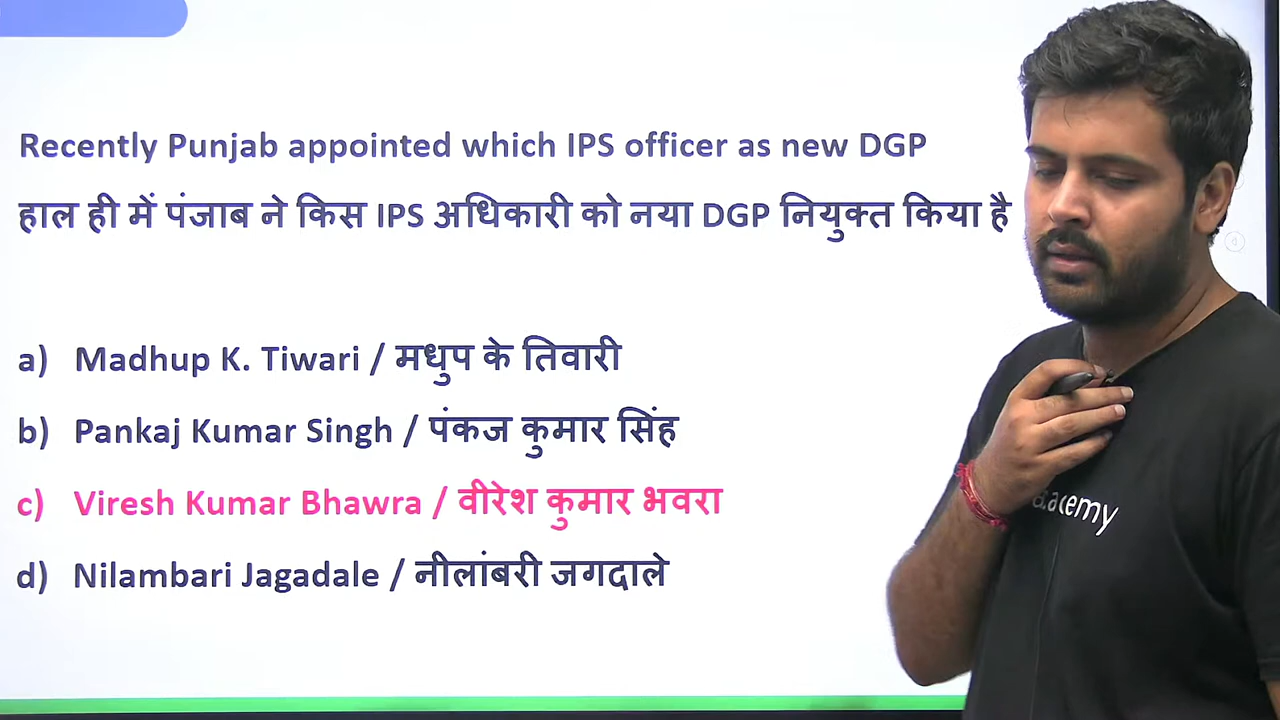 Recently Punjab appointed which IPS officer as new DGP
हाल ही में पंजाब ने किस IPS अधिकारी को नया DGP नियुक्त किया है
a) Madhup K. Tiwari / मधुप के तिवारी
b) Pankaj Kumar Singh / पंकज कुमार सिंह
c) Viresh Kumar Bhawra / वीरेश कुमार भवरा
d) Nilambari Jagadale / नीलांबरी जगदाले